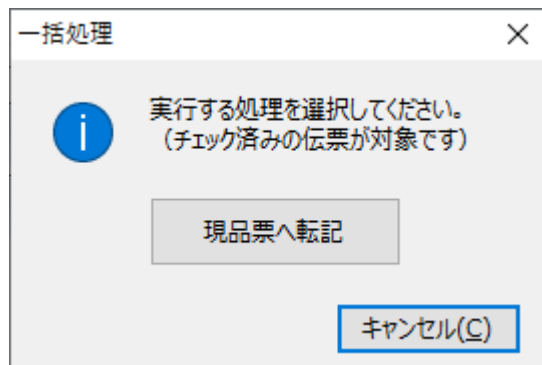 一括処理
実行する処理を選択してください。
(チェック済みの伝票が対象です)
現品票へ転記
キャンセル(C)